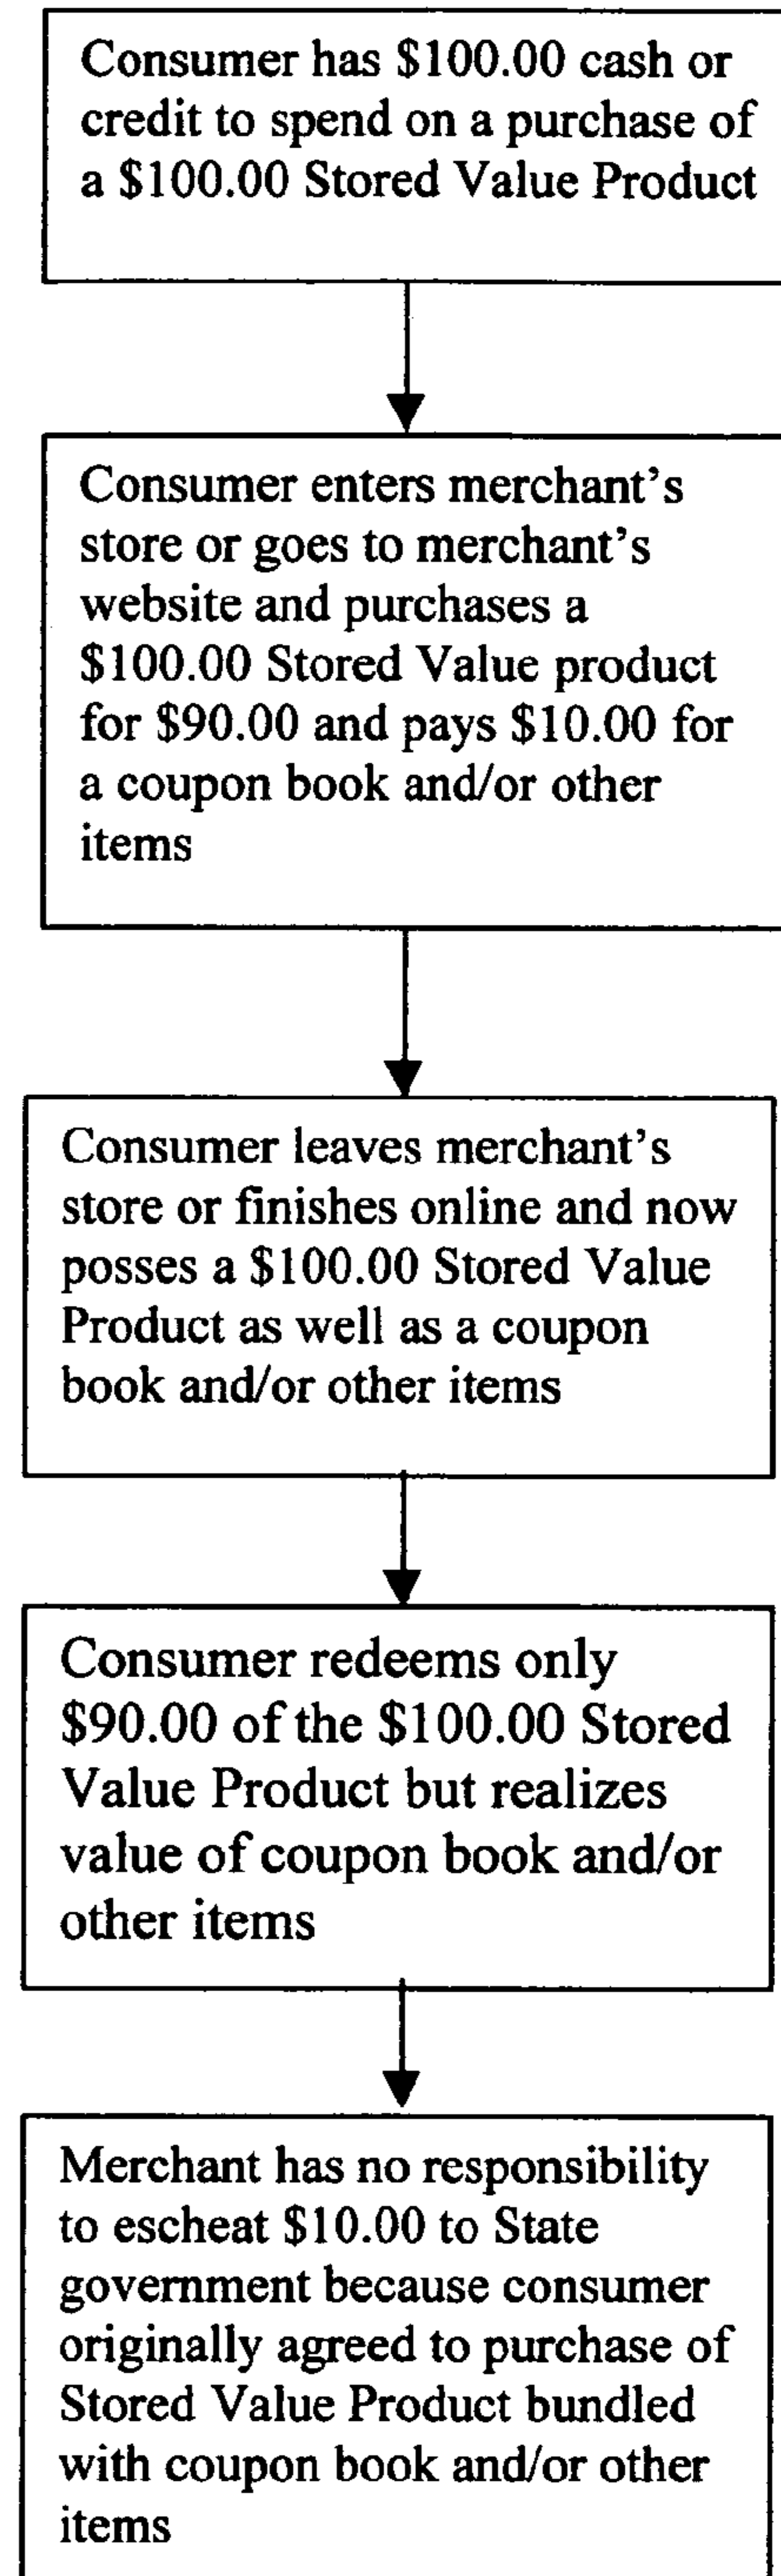 Consumer has $100.00 cash or
credit to spend on a purchase of
a $100.00 Stored Value Product
Consumer enters merchant's
store or goes to merchant's
website and purchases a
$100.00 Stored Value product
for $90.00 and pays $10.00 for
a coupon book and/or other
items
Consumer leaves merchant's
store or finishes online and now
posses a $100.00 Stored Value
Product as well as a coupon
book and/or other items
Consumer redeems only
$90.00 of the $100.00 Stored
Value Product but realizes
value of coupon book and/or
other items
Merchant has no responsibility
to escheat $10.00 to State
government because consumer
originally agreed to purchase of
Stored Value Product bundled
with coupon book and/or other
items